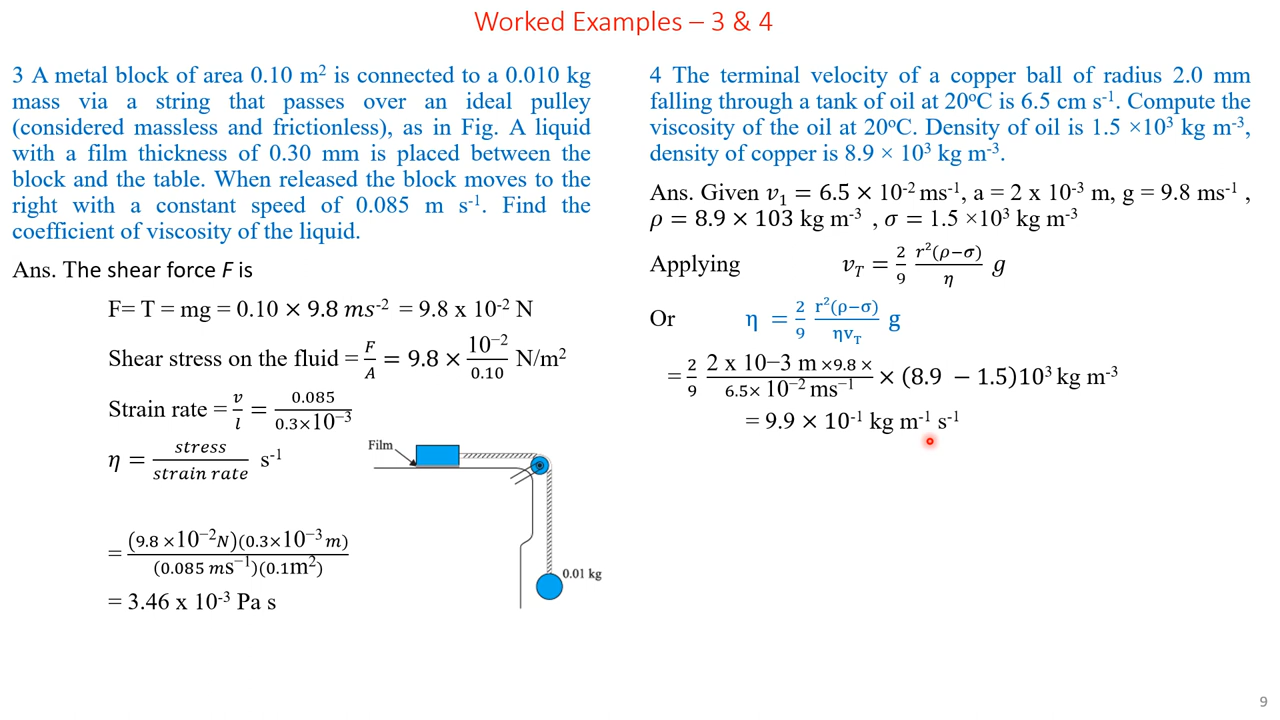 Worked Examples – 3 & 4
3 A metal block of area 0.10 m² is connected to a 0.010 kg
mass via a string that passes over an ideal pulley
(considered massless and frictionless), as in Fig. A liquid
with a film thickness of 0.30 mm is placed between the
block and the table. When released the block moves to the
right with a constant speed of 0.085 m s⁻¹. Find the
coefficient of viscosity of the liquid.
Ans. The shear force F is
F= T = mg = 0.10 × 9.8 ms⁻² = 9.8 x 10⁻² N
Shear stress on the fluid = F/A = 9.8 × 10⁻²/0.10 N/m²
Strain rate = v/l = 0.085/0.3×10⁻³
η = stress/strain rate s⁻¹
= (9.8 ×10⁻²N)(0.3×10⁻³m)/(0.085 ms⁻¹)(0.1m²)
= 3.46 x 10⁻³ Pa s
Film
0.01 kg
4 The terminal velocity of a copper ball of radius 2.0 mm
falling through a tank of oil at 20ᵒC is 6.5 cm s⁻¹. Compute the
viscosity of the oil at 20ᵒC. Density of oil is 1.5 ×10³ kg m⁻³,
density of copper is 8.9 × 10³ kg m⁻³.
Ans. Given v₁ = 6.5 × 10⁻² ms⁻¹, a = 2 x 10⁻³ m, g = 9.8 ms⁻¹ ,
ρ = 8.9 × 103 kg m⁻³ , σ = 1.5 ×10³ kg m⁻³
Applying v_T = 2/9 r²(ρ−σ)/η g
Or η = 2/9 r²(ρ−σ)/ηv_T g
= 2/9 2 x 10−3 m ×9.8 ×/6.5× 10⁻² ms⁻¹ × (8.9 − 1.5)10³ kg m⁻³
= 9.9 × 10⁻¹ kg m⁻¹ s⁻¹
9